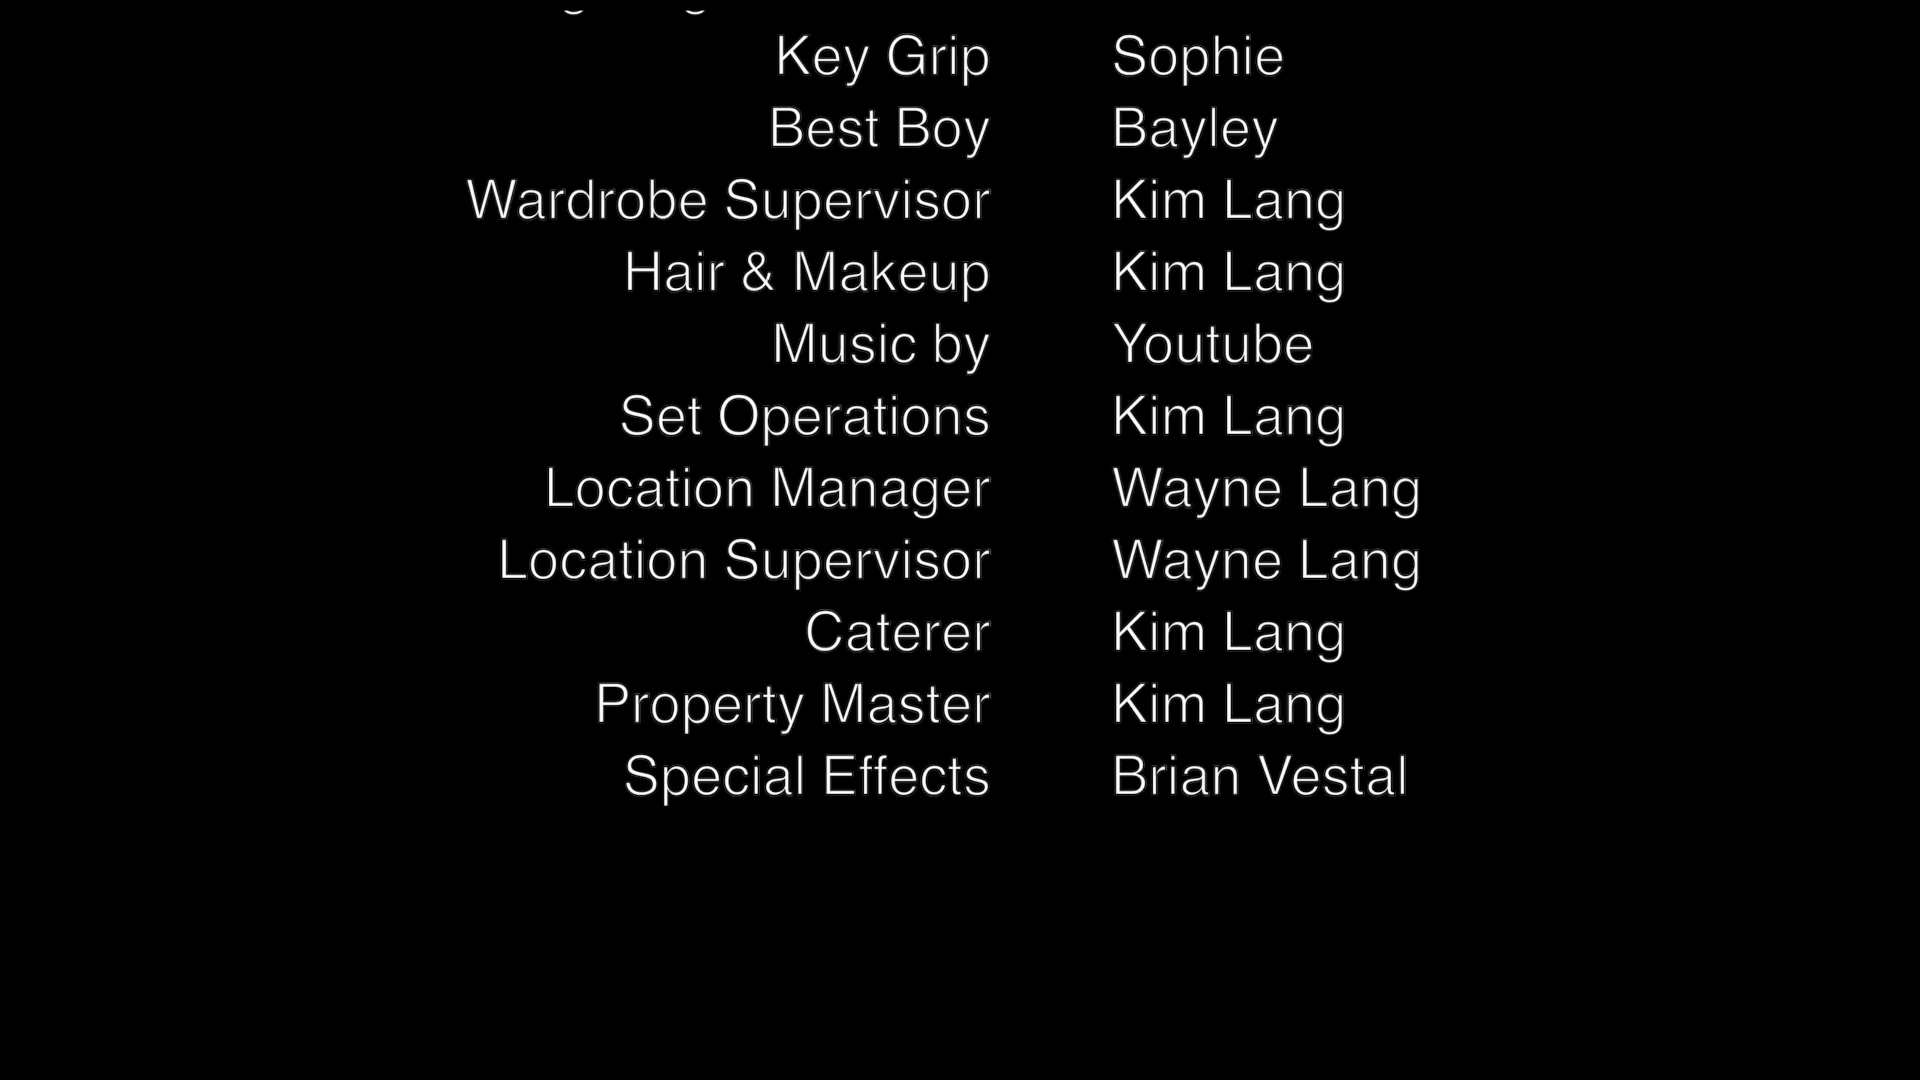 Key Grip Sophie
Best Boy Bayley
Wardrobe Supervisor Kim Lang
Hair & Makeup Kim Lang
Music by Youtube
Set Operations Kim Lang
Location Manager Wayne Lang
Location Supervisor Wayne Lang
Caterer Kim Lang
Property Master Kim Lang
Special Effects Brian Vestal